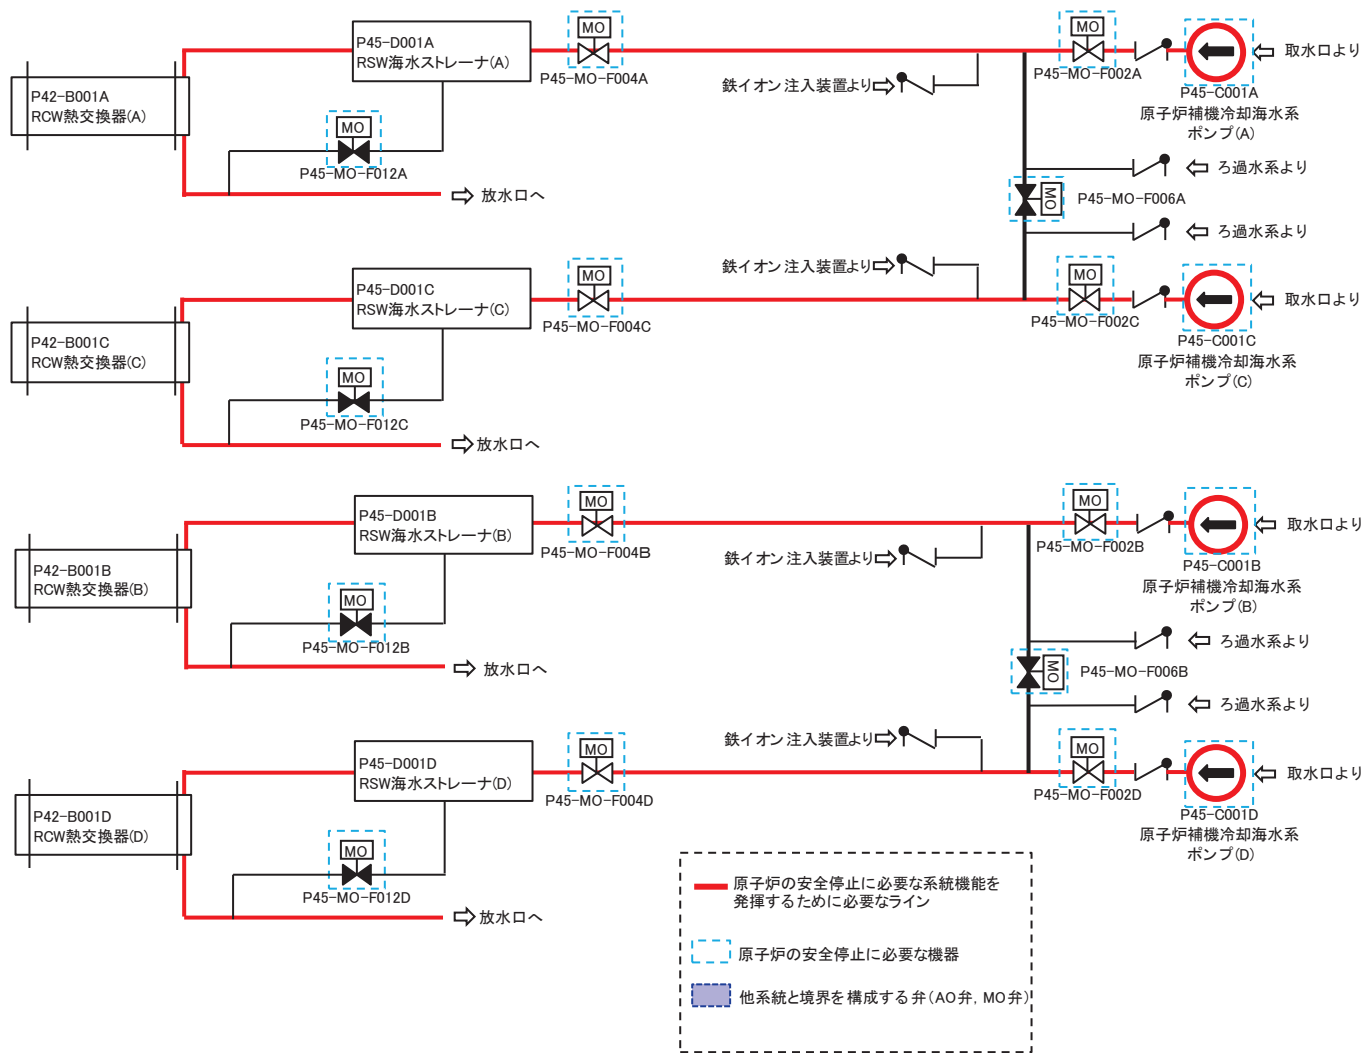 P42-B001A
RCW熱交換器(A)
P45-D001A
RSW海水ストレーナ(A)
MO
P45-MO-F004A
鉄イオン注入装置より
MO
P45-MO-F002A
P45-C001A
原子炉補機冷却海水系
ポンプ(A)
取水口より
MO
P45-MO-F012A
放水口へ
ろ過水系より
MO
P45-MO-F006A
ろ過水系より
P42-B001C
RCW熱交換器(C)
P45-D001C
RSW海水ストレーナ(C)
MO
P45-MO-F004C
鉄イオン注入装置より
MO
P45-MO-F002C
P45-C001C
原子炉補機冷却海水系
ポンプ(C)
取水口より
MO
P45-MO-F012C
放水口へ
P42-B001B
RCW熱交換器(B)
P45-D001B
RSW海水ストレーナ(B)
MO
P45-MO-F004B
鉄イオン注入装置より
MO
P45-MO-F002B
P45-C001B
原子炉補機冷却海水系
ポンプ(B)
取水口より
MO
P45-MO-F012B
放水口へ
ろ過水系より
MO
P45-MO-F006B
ろ過水系より
P42-B001D
RCW熱交換器(D)
P45-D001D
RSW海水ストレーナ(D)
MO
P45-MO-F004D
鉄イオン注入装置より
MO
P45-MO-F002D
P45-C001D
原子炉補機冷却海水系
ポンプ(D)
取水口より
MO
P45-MO-F012D
放水口へ
原子炉の安全停止に必要な系統機能を
発揮するために必要なライン
原子炉の安全停止に必要な機器
他系統と境界を構成する弁(AO弁, MO弁)